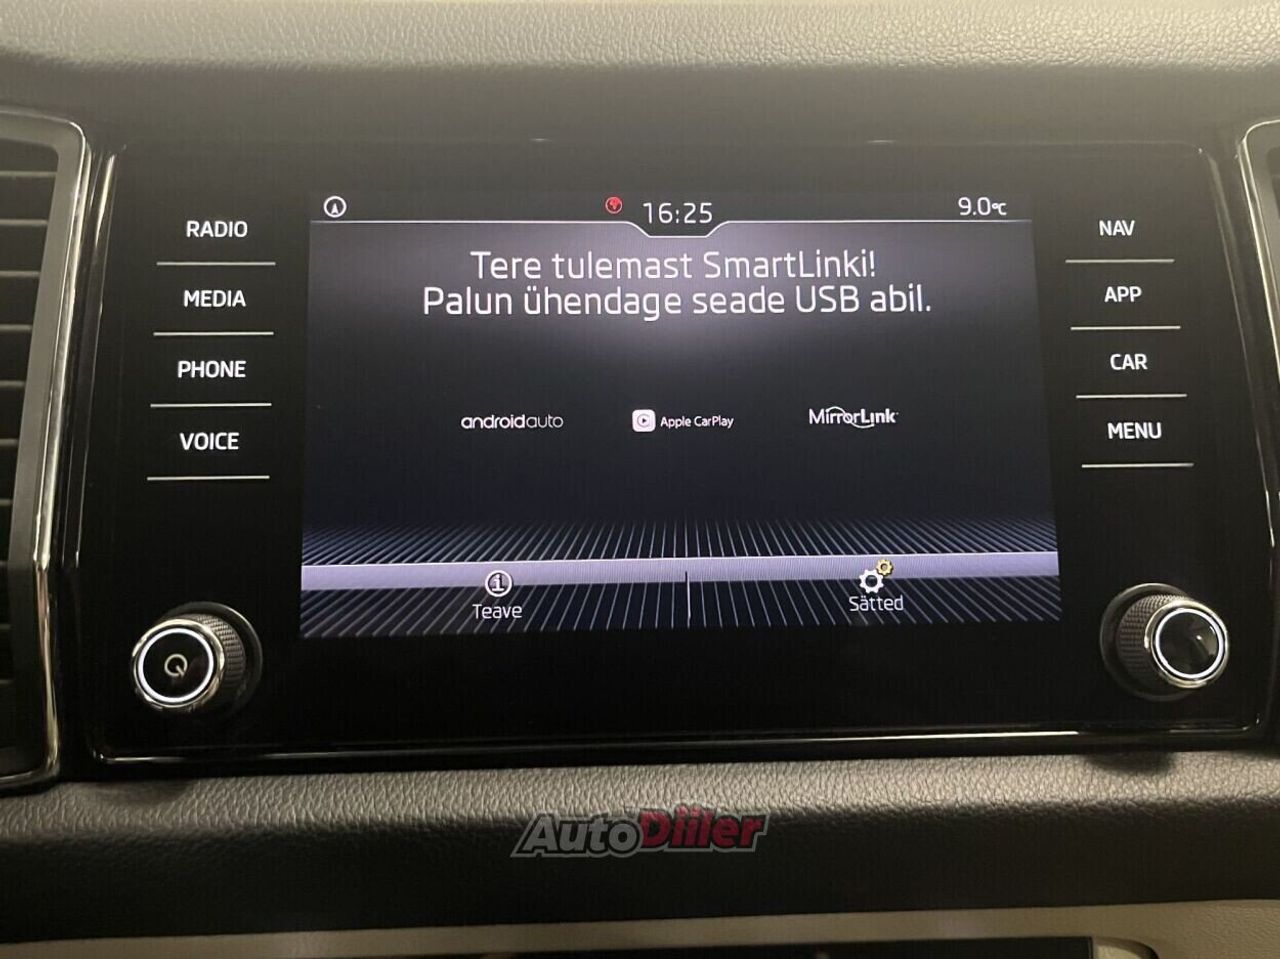 16:25
9.0°C
Tere tulemast SmartLinki!
Palun ühendage seade USB abil.
androidauto
Apple CarPlay
MirrorLink
Teave
Sätted
RADIO
MEDIA
PHONE
VOICE
NAV
APP
CAR
MENU
AutoDiiler